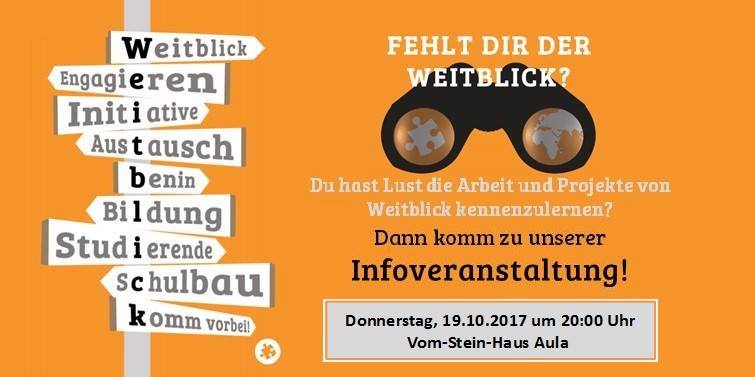 Weitblick
Engagieren
Initiative
Austausch
benin
Bildung
Studierende
Schulbau
komm vorbei!
FEHLT DIR DER
WEITBLICK?
Du hast Lust die Arbeit und Projekte von
Weitblick kennenzulernen?
Dann komm zu unserer
Infoveranstaltung!
Donnerstag, 19.10.2017 um 20:00 Uhr
Vom-Stein-Haus Aula